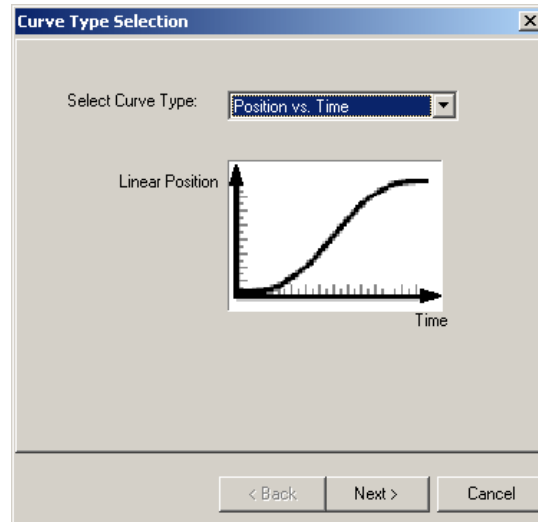 Curve Type Selection
Select Curve Type:
Position vs. Time
Linear Position
Time
< Back
Next >
Cancel